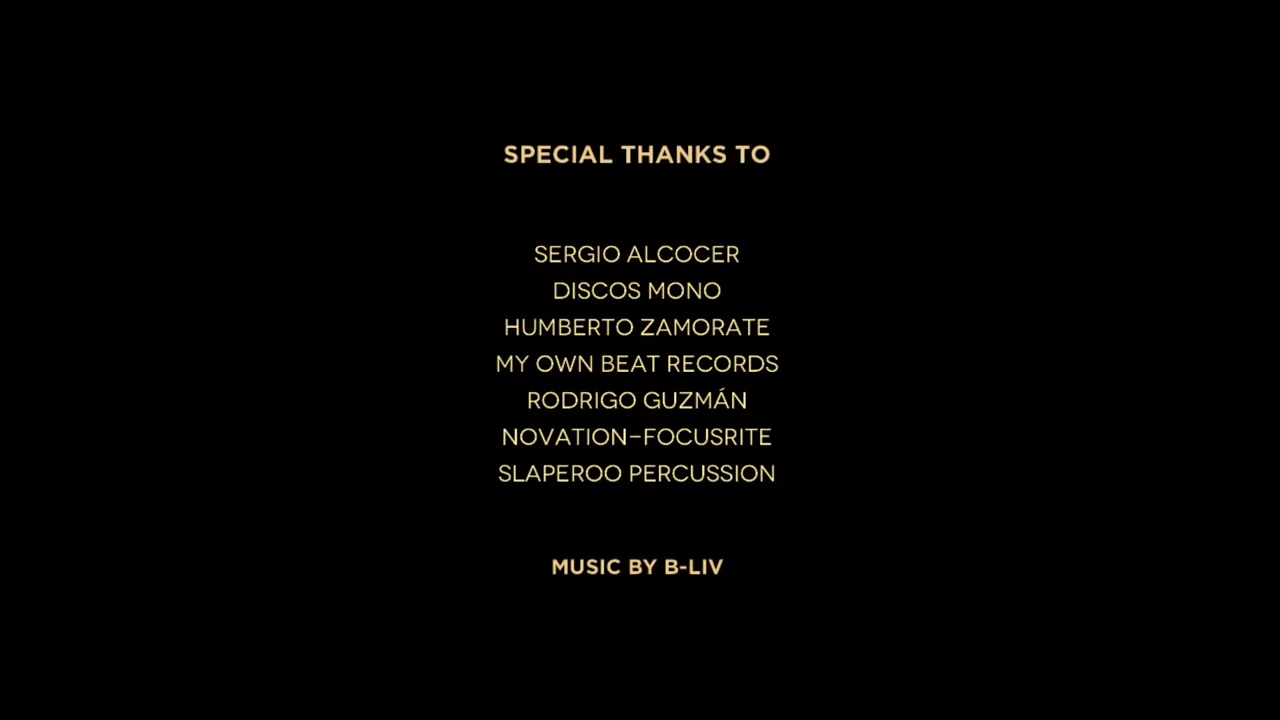 SPECIAL THANKS TO
SERGIO ALCOCER
DISCOS MONO
HUMBERTO ZAMORATE
MY OWN BEAT RECORDS
RODRIGO GUZMÁN
NOVATION-FOCUSRITE
SLAPEROO PERCUSSION
MUSIC BY B-LIV